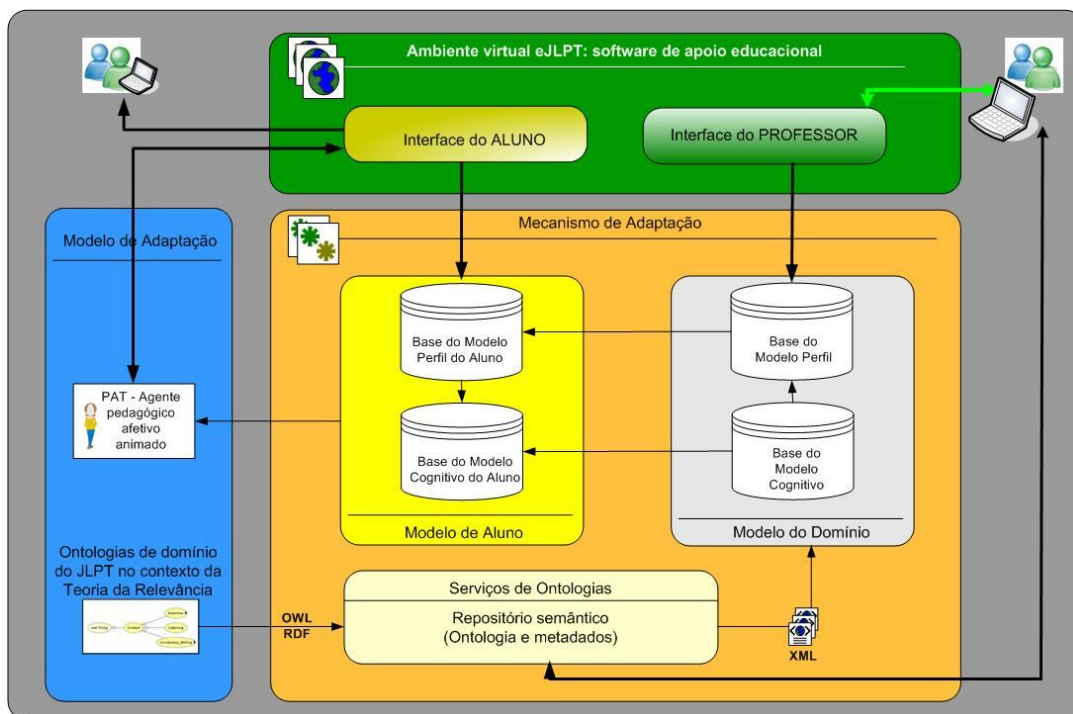 Ambiente virtual eJLPT: software de apoio educacional
Interface do ALUNO
Interface do PROFESSOR
Modelo de Adaptação
Mecanismo de Adaptação
Base do Modelo
Perfil do Aluno
Base do
Modelo Perfil
PAT - Agente
pedagógico
afetivo
animado
Base do Modelo
Cognitivo do Aluno
Base do
Modelo
Cognitivo
Modelo de Aluno
Modelo do Domínio
Ontologias de domínio
do JLPT no contexto da
Teoria da Relevância
Serviços de Ontologias
Repositório semântico
(Ontologia e metadados)
OWL
RDF
XML